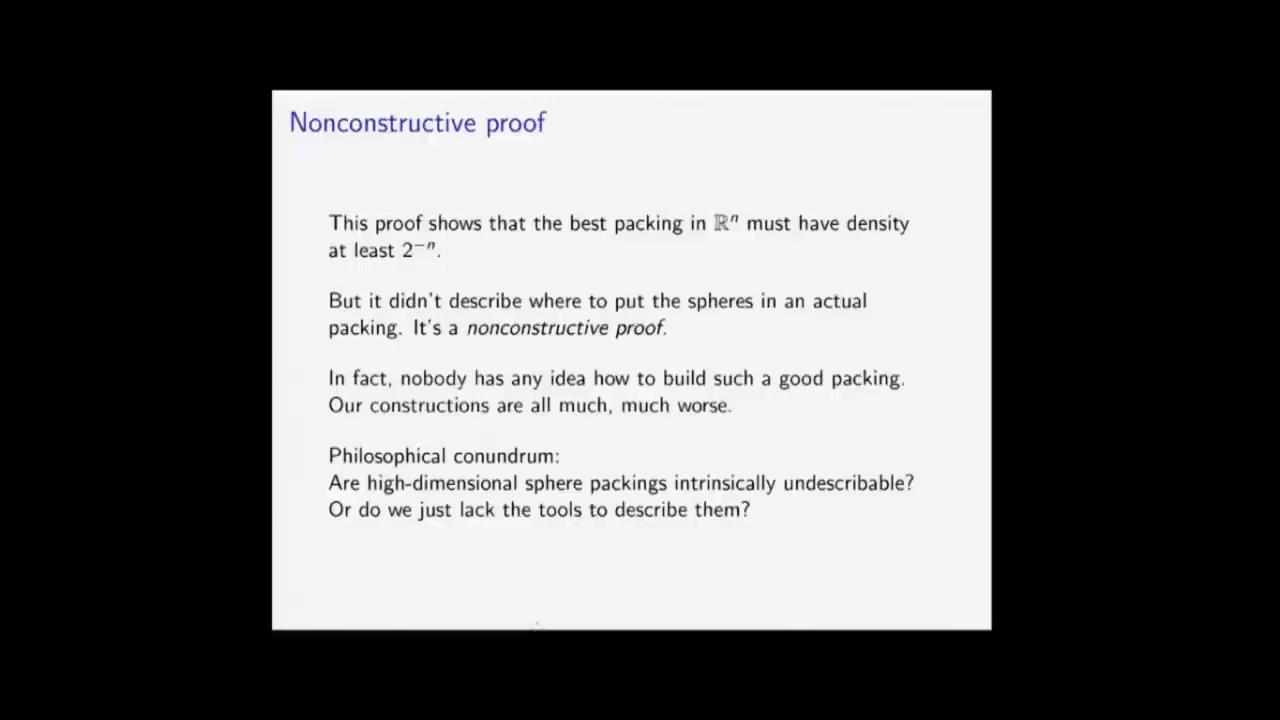 Nonconstructive proof
This proof shows that the best packing in ℝⁿ must have density
at least 2⁻ⁿ.
But it didn't describe where to put the spheres in an actual
packing. It's a nonconstructive proof.
In fact, nobody has any idea how to build such a good packing.
Our constructions are all much, much worse.
Philosophical conundrum:
Are high-dimensional sphere packings intrinsically undescribable?
Or do we just lack the tools to describe them?